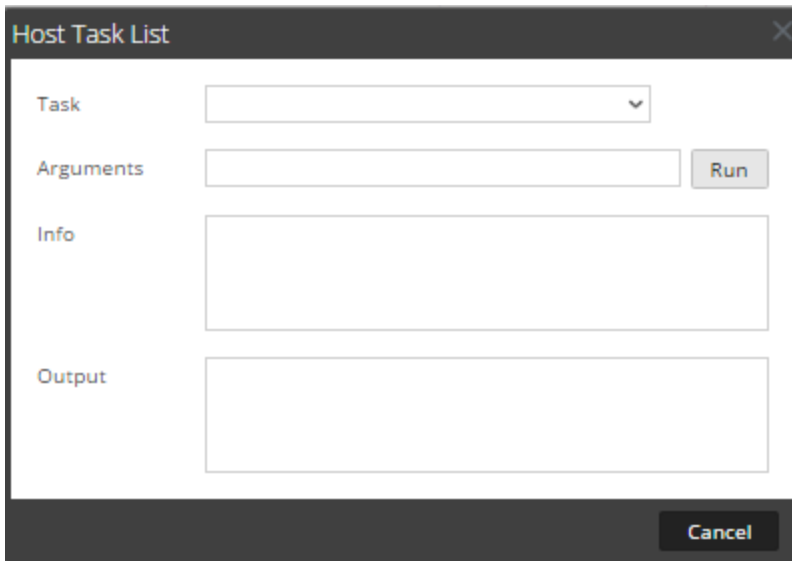 Host Task List
Task
Arguments
Run
Info
Output
Cancel